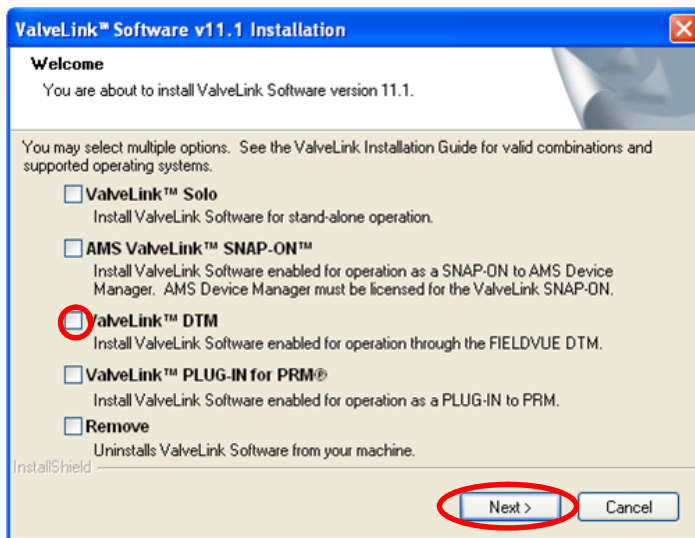 ValveLink™ Software v11.1 Installation
Welcome
You are about to install ValveLink Software version 11.1.
You may select multiple options. See the ValveLink Installation Guide for valid combinations and
supported operating systems.
ValveLink™ Solo
Install ValveLink Software for stand-alone operation.
AMS ValveLink™ SNAP-ON™
Install ValveLink Software enabled for operation as a SNAP-ON to AMS Device
Manager. AMS Device Manager must be licensed for the ValveLink SNAP-ON.
ValveLink™ DTM
Install ValveLink Software enabled for operation through the FIELDVUE DTM.
ValveLink™ PLUG-IN for PRM®
Install ValveLink Software enabled for operation as a PLUG-IN to PRM.
Remove
Uninstalls ValveLink Software from your machine.
InstallShield
Next >
Cancel